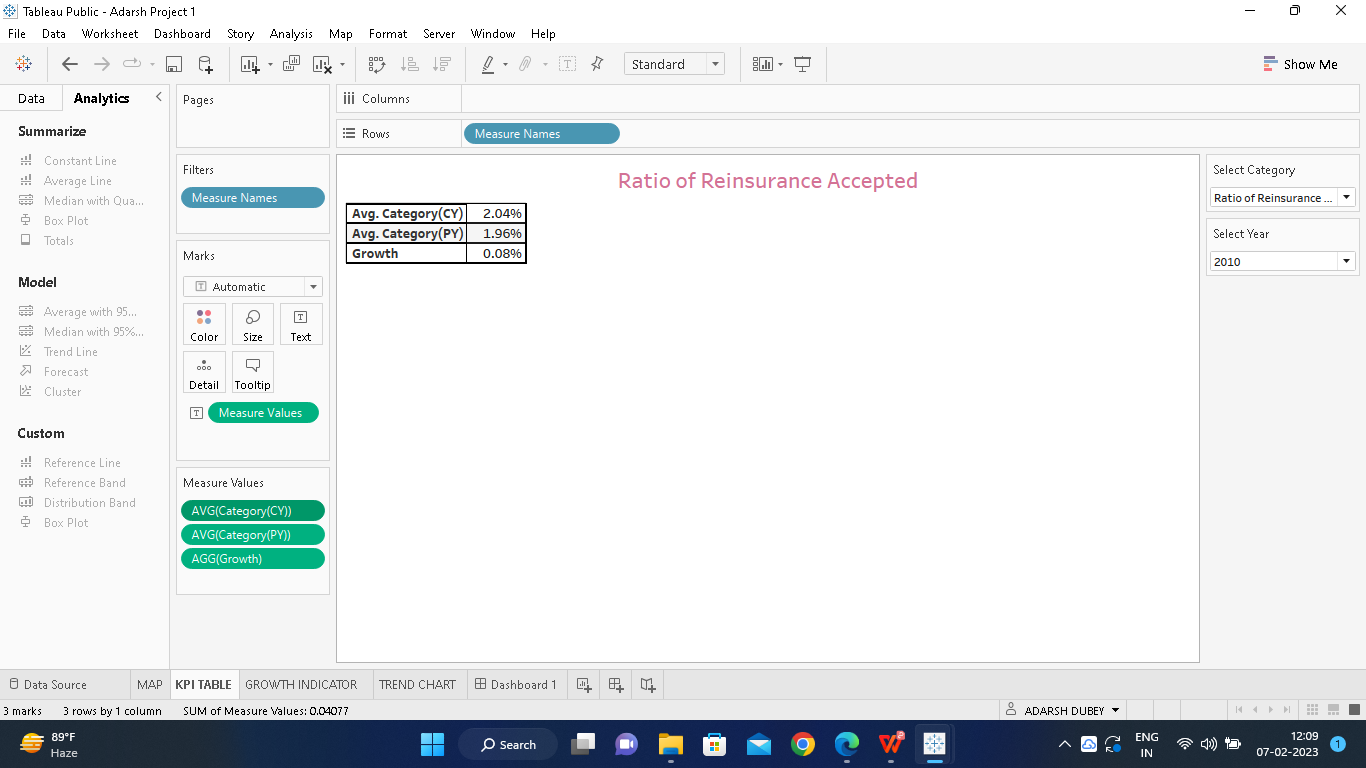 Tableau Public - Adarsh Project 1
File Data Worksheet Dashboard Story Analysis Map Format Server Window Help
Standard
Show Me
Data Analytics
Summarize
Constant Line
Average Line
Median with Qua...
Box Plot
Totals
Model
Average with 95...
Median with 95%...
Trend Line
Forecast
Cluster
Custom
Reference Line
Reference Band
Distribution Band
Box Plot
Pages
Filters
Measure Names
Marks
Automatic
Color Size Text
Detail Tooltip
Measure Values
Measure Values
AVG(Category(CY))
AVG(Category(PY))
AGG(Growth)
Columns
Rows Measure Names
Ratio of Reinsurance Accepted
Avg. Category(CY) 2.04%
Avg. Category(PY) 1.96%
Growth 0.08%
Select Category
Ratio of Reinsurance ...
Select Year
2010
Data Source MAP KPI TABLE GROWTH INDICATOR TREND CHART Dashboard 1
3 marks 3 rows by 1 column SUM of Measure Values: 0.04077 ADARSH DUBEY
89°F
Haze
Search
ENG
IN
12:09
07-02-2023
1